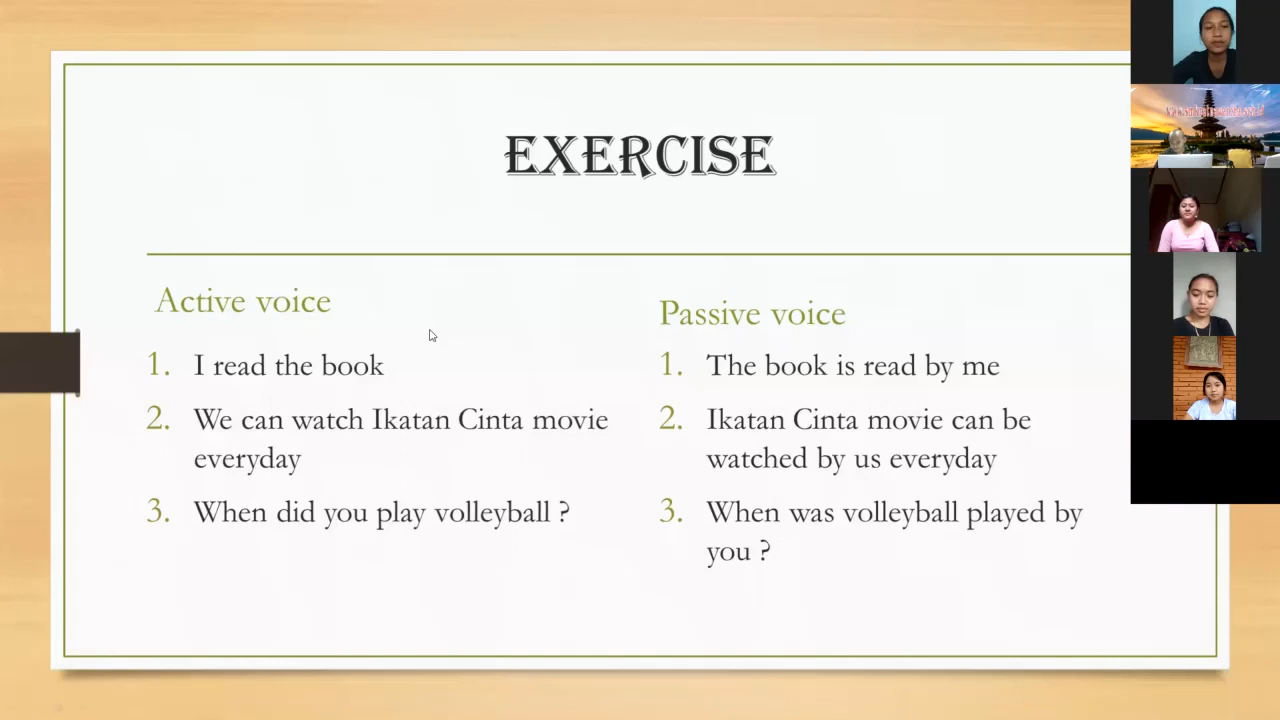 EXERCISE
Active voice
1. I read the book
2. We can watch Ikatan Cinta movie
everyday
3. When did you play volleyball ?
Passive voice
1. The book is read by me
2. Ikatan Cinta movie can be
watched by us everyday
3. When was volleyball played by
you ?